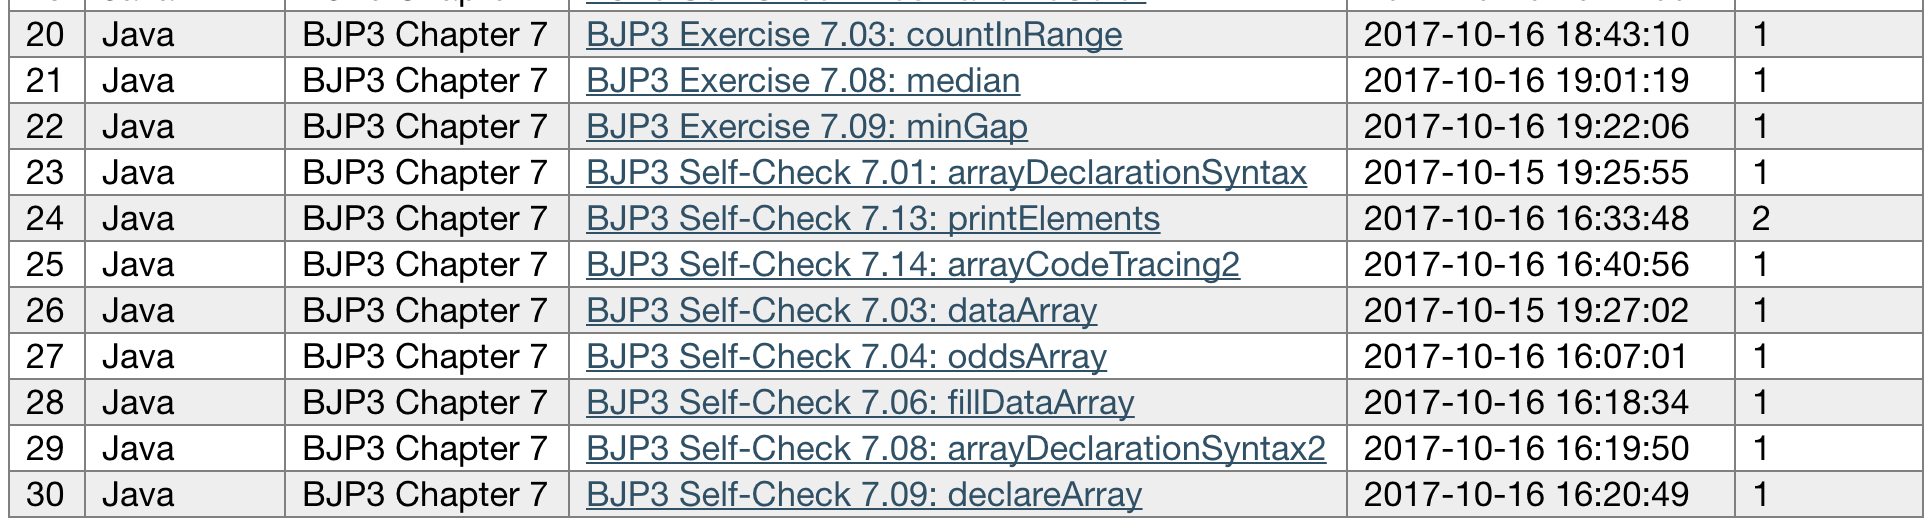 20 Java BJP3 Chapter 7 BJP3 Exercise 7.03: countInRange 2017-10-16 18:43:10 1
21 Java BJP3 Chapter 7 BJP3 Exercise 7.08: median 2017-10-16 19:01:19 1
22 Java BJP3 Chapter 7 BJP3 Exercise 7.09: minGap 2017-10-16 19:22:06 1
23 Java BJP3 Chapter 7 BJP3 Self-Check 7.01: arrayDeclarationSyntax 2017-10-15 19:25:55 1
24 Java BJP3 Chapter 7 BJP3 Self-Check 7.13: printElements 2017-10-16 16:33:48 2
25 Java BJP3 Chapter 7 BJP3 Self-Check 7.14: arrayCodeTracing2 2017-10-16 16:40:56 1
26 Java BJP3 Chapter 7 BJP3 Self-Check 7.03: dataArray 2017-10-15 19:27:02 1
27 Java BJP3 Chapter 7 BJP3 Self-Check 7.04: oddsArray 2017-10-16 16:07:01 1
28 Java BJP3 Chapter 7 BJP3 Self-Check 7.06: fillDataArray 2017-10-16 16:18:34 1
29 Java BJP3 Chapter 7 BJP3 Self-Check 7.08: arrayDeclarationSyntax2 2017-10-16 16:19:50 1
30 Java BJP3 Chapter 7 BJP3 Self-Check 7.09: declareArray 2017-10-16 16:20:49 1